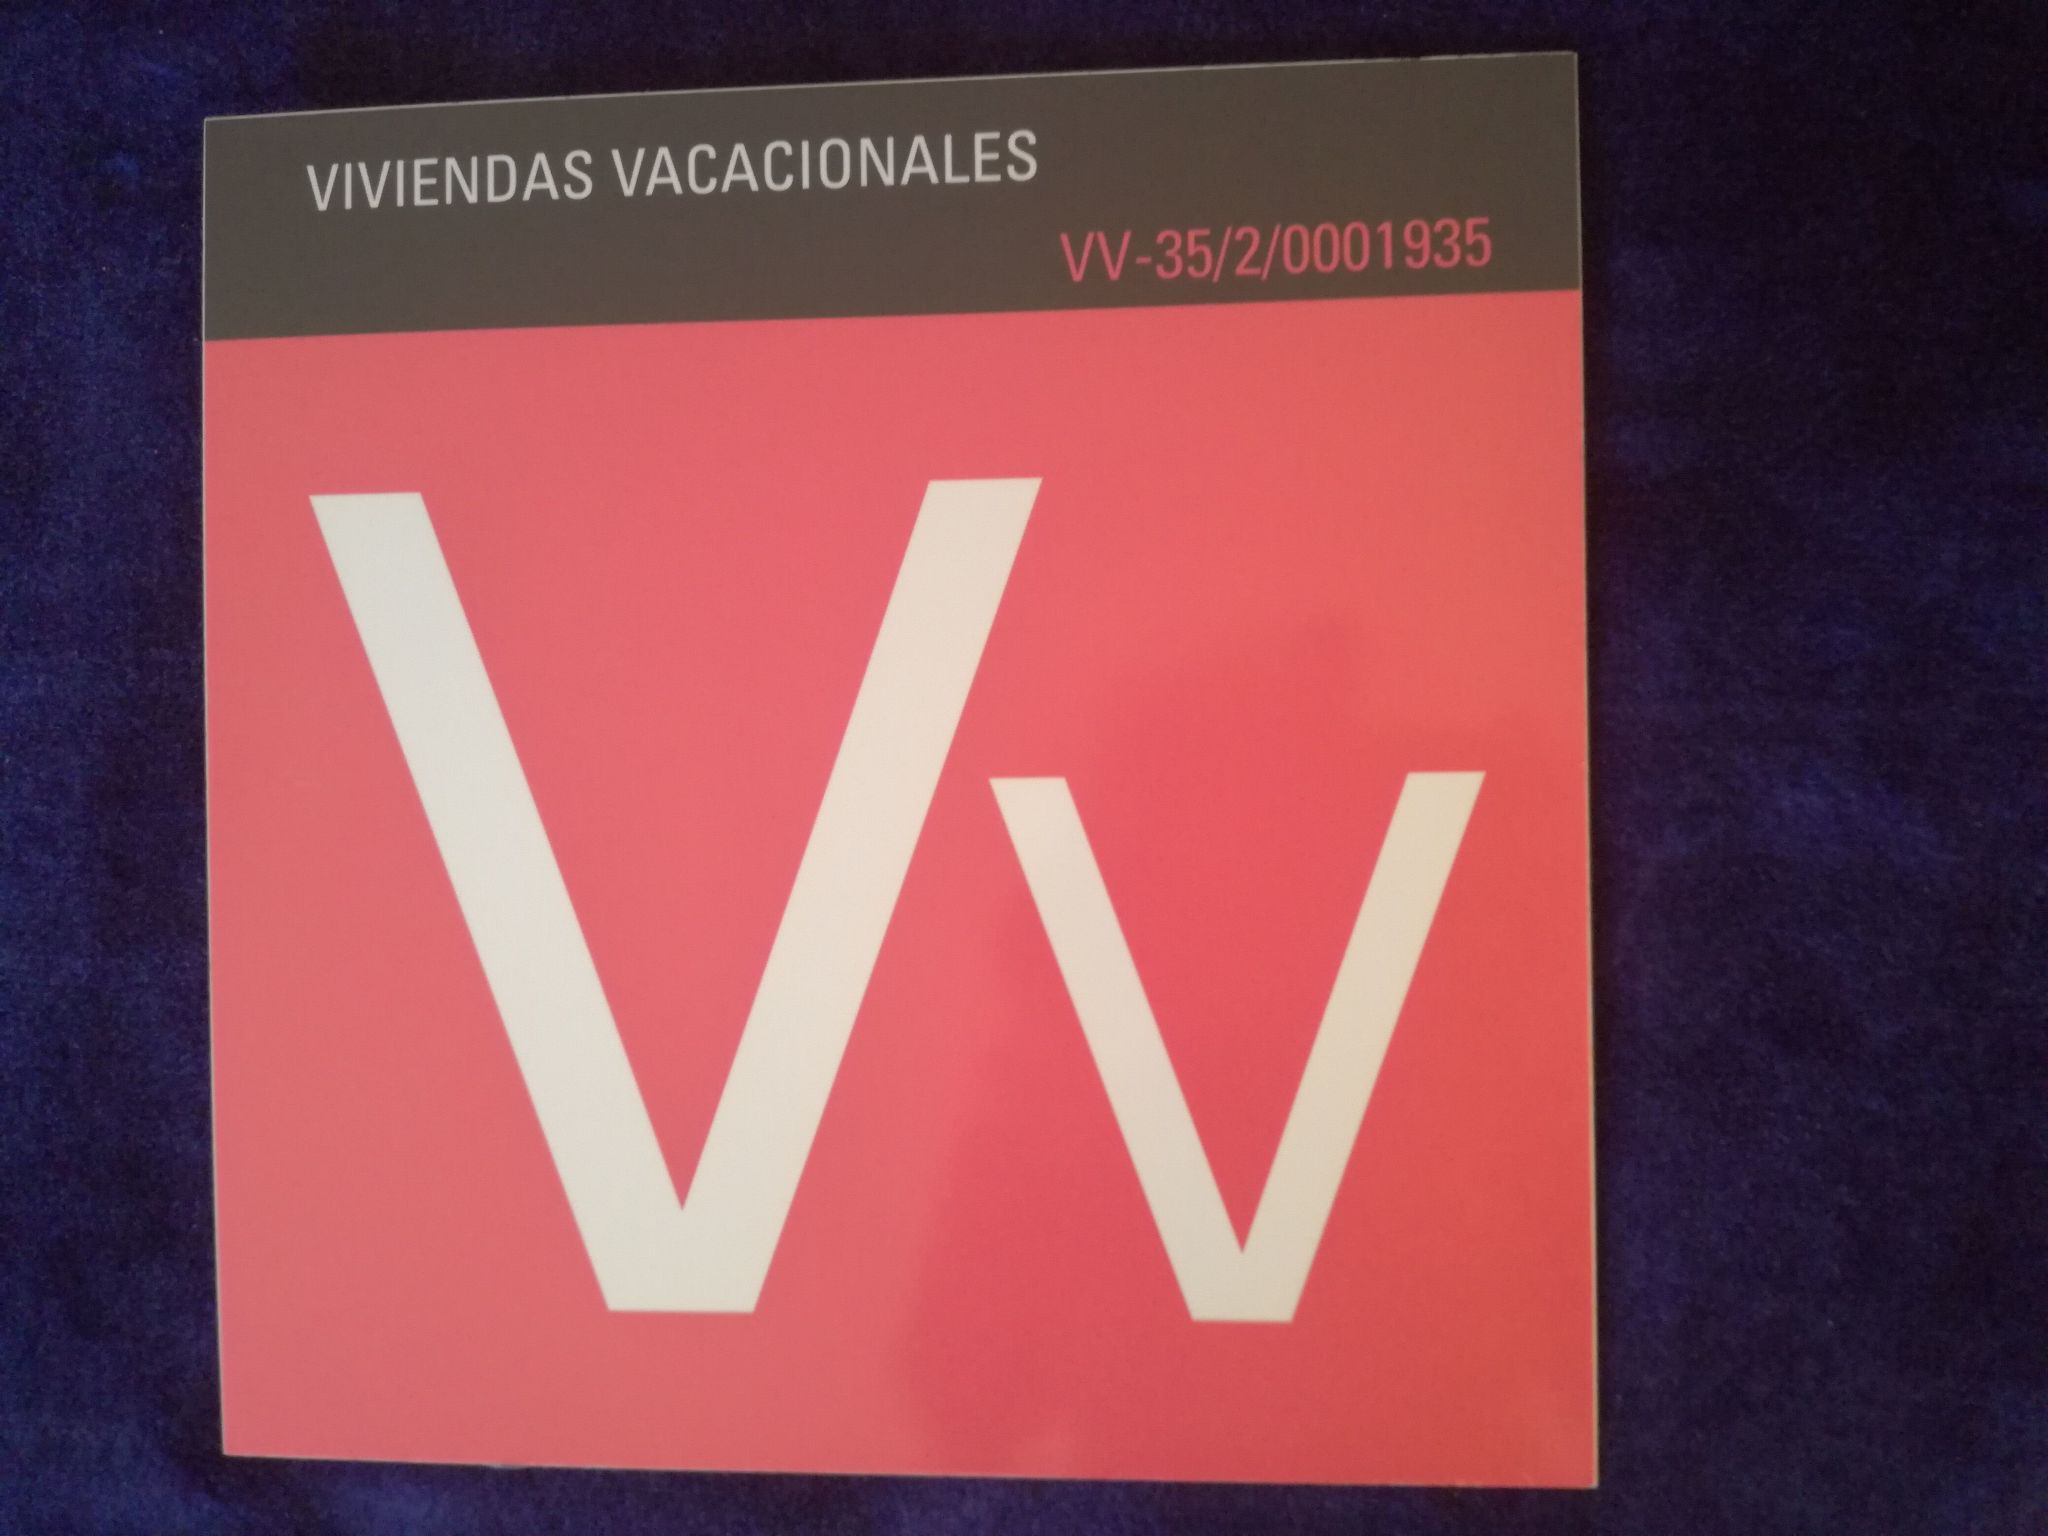 VIVIENDAS VACACIONALES
VV-35/2/0001935
Vv